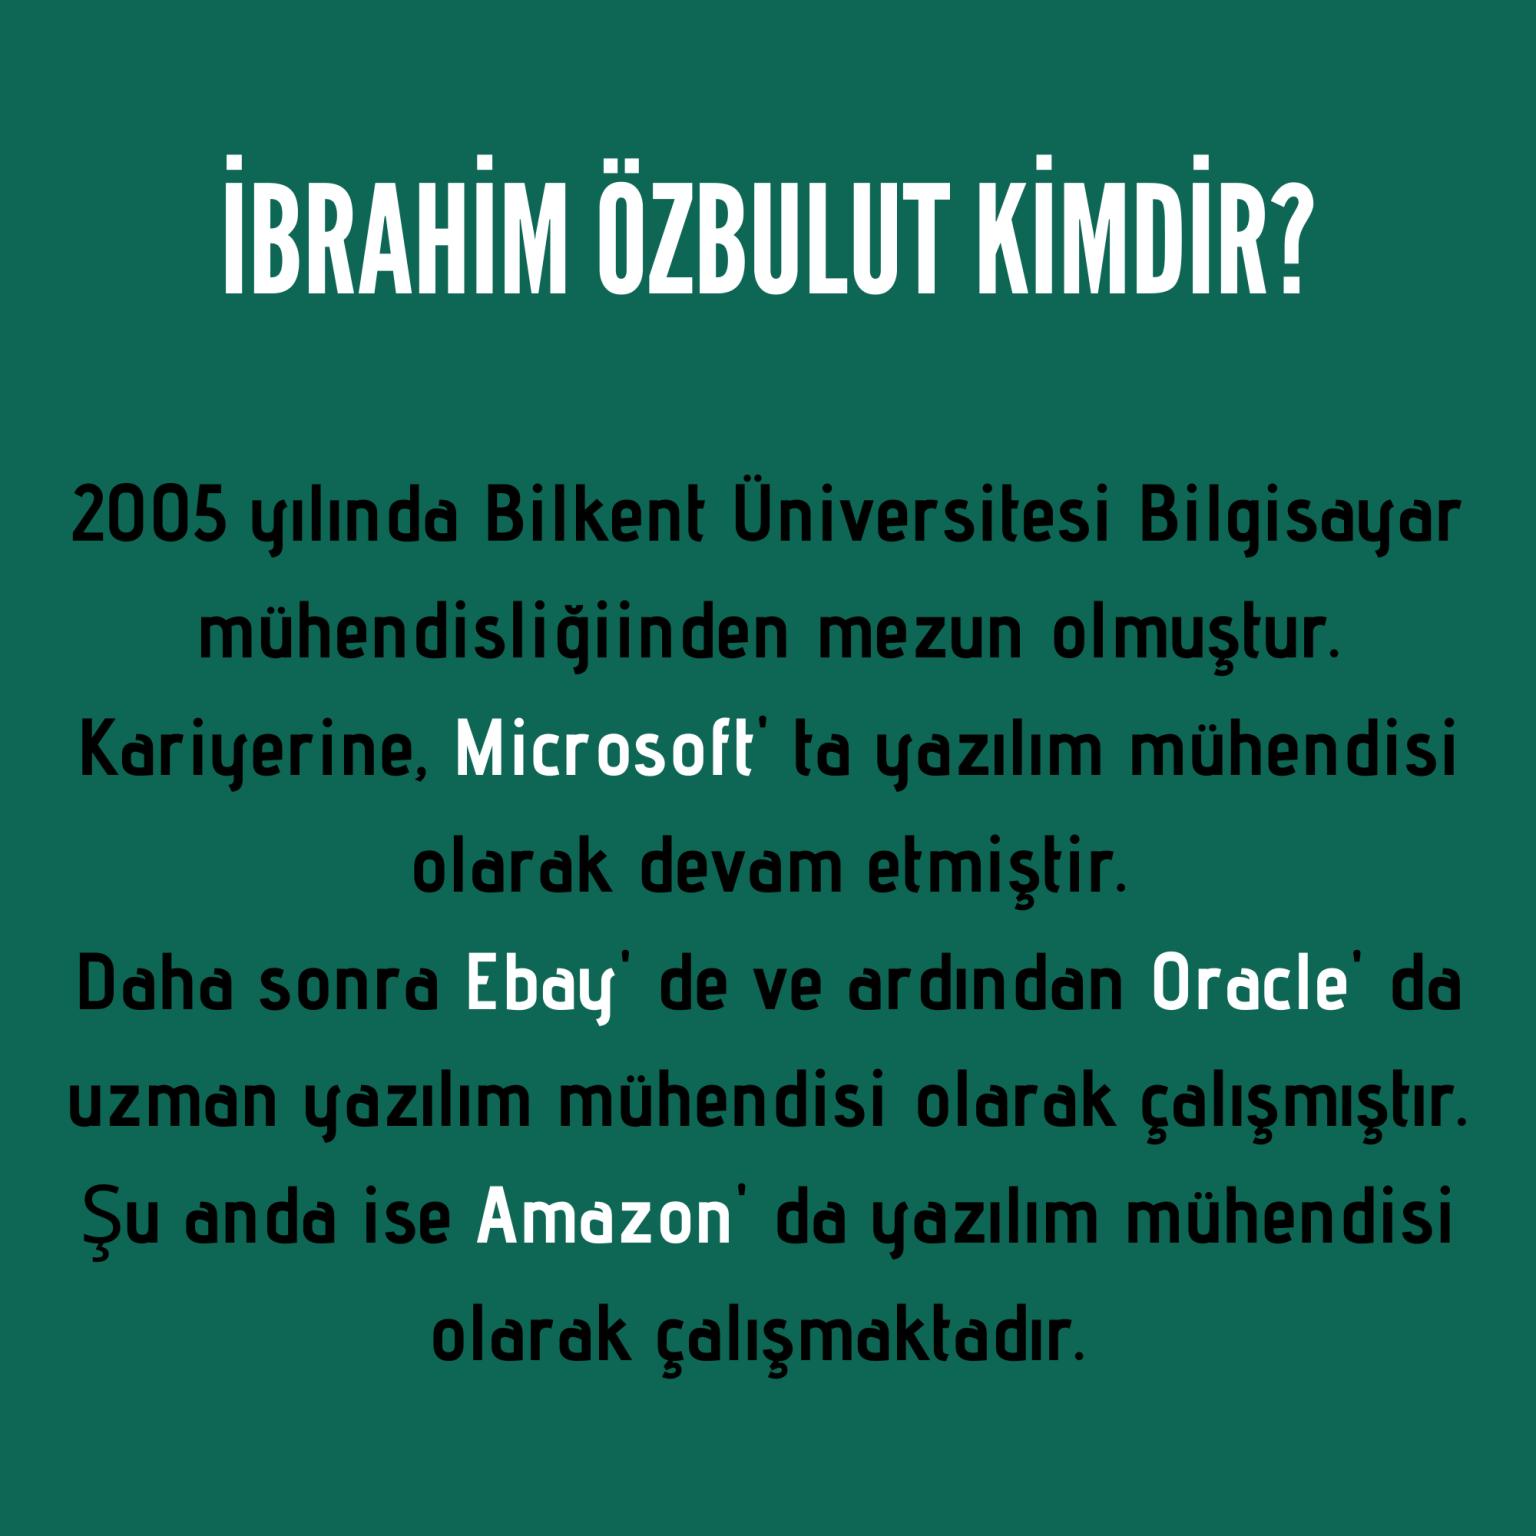 İBRAHİM ÖZBULUT KİMDİR?
2005 yılında Bilkent Üniversitesi Bilgisayar
mühendisliğiinden mezun olmuştur.
Kariyerine, Microsoft' ta yazılım mühendisi
olarak devam etmiştir.
Daha sonra Ebay' de ve ardından Oracle' da
uzman yazılım mühendisi olarak çalışmıştır.
Şu anda ise Amazon' da yazılım mühendisi
olarak çalışmaktadır.